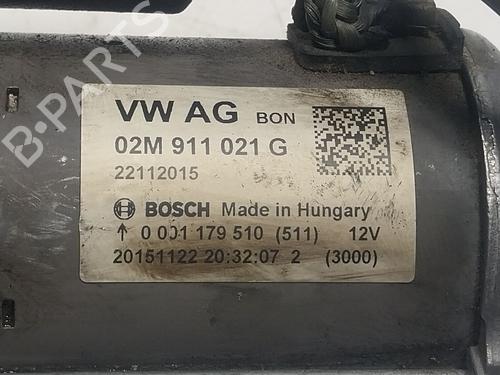 VW AG BON
02M 911 021 G
22112015
BOSCH Made in Hungary
↑ 0 001 179 510 (511) 12V
20151122 20:32:07 2 (3000)
B-PARTS